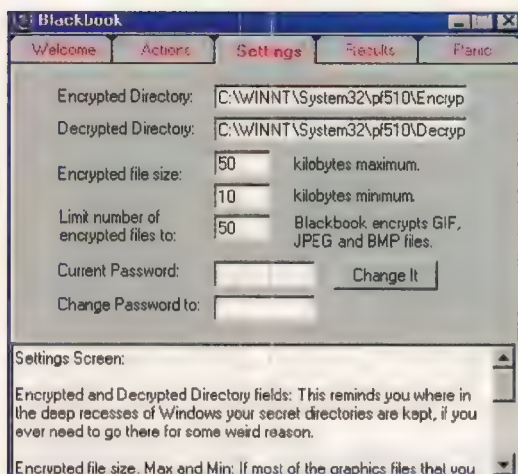 Blackbook
Welcome Actions Settings Results Panic
Encrypted Directory: C:\WINNT\System32\pf510\Encryp
Decrypted Directory: C:\WINNT\System32\pf510\Decryp
Encrypted file size: 50 kilobytes maximum.
10 kilobytes minimum.
Limit number of encrypted files to: 50 Blackbook encrypts GIF, JPEG and BMP files.
Current Password: Change It
Change Password to:
Settings Screen:
Encrypted and Decrypted Directory fields: This reminds you where in
the deep recesses of Windows your secret directories are kept, if you
ever need to go there for some weird reason.
Encrypted file size, Max and Min: If most of the graphics files that you